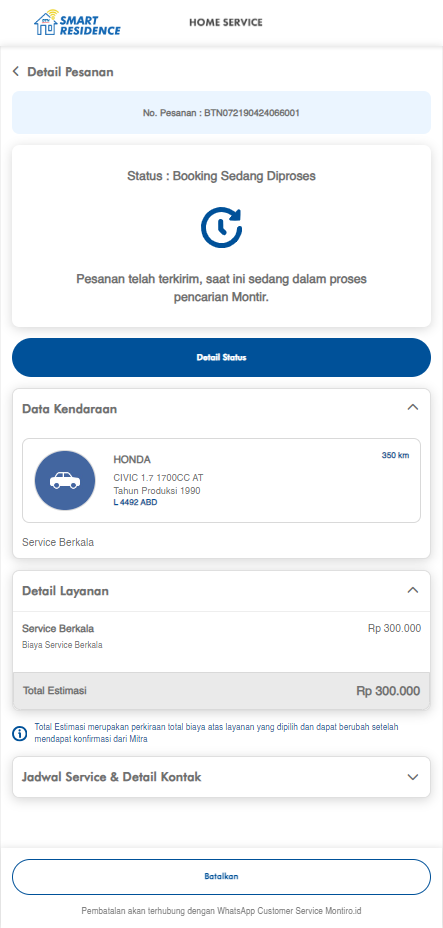 SMART
RESIDENCE
HOME SERVICE
Detail Pesanan
No. Pesanan : BTN072190424066001
Status : Booking Sedang Diproses
Pesanan telah terkirim, saat ini sedang dalam proses
pencarian Montir.
Detail Status
Data Kendaraan
HONDA
350 km
CIVIC 1.7 1700CC AT
Tahun Produksi 1990
L 4492 ABD
Service Berkala
Detail Layanan
Service Berkala
Rp 300.000
Biaya Service Berkala
Total Estimasi
Rp 300.000
Total Estimasi merupakan perkiraan total biaya atas layanan yang dipilih dan dapat berubah setelah
mendapat konfirmasi dari Mitra
Jadwal Service & Detail Kontak
Batalkan
Pembatalan akan terhubung dengan WhatsApp Customer Service Montiro.id